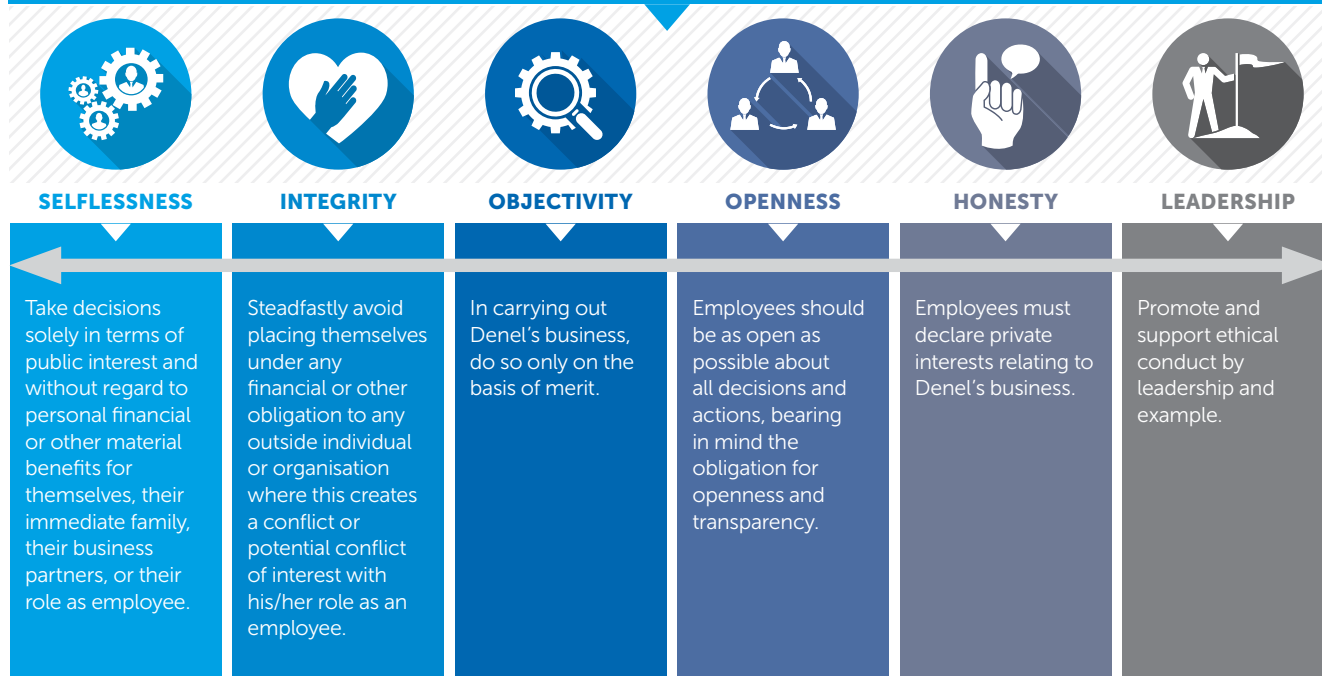 SELFLESSNESS
Take decisions
solely in terms of
public interest and
without regard to
personal financial
or other material
benefits for
themselves, their
immediate family,
their business
partners, or their
role as employee.
INTEGRITY
Steadfastly avoid
placing themselves
under any
financial or other
obligation to any
outside individual
or organisation
where this creates
a conflict or
potential conflict
of interest with
his/her role as an
employee.
OBJECTIVITY
In carrying out
Denel’s business,
do so only on the
basis of merit.
OPENNESS
Employees should
be as open as
possible about
all decisions and
actions, bearing
in mind the
obligation for
openness and
transparency.
HONESTY
Employees must
declare private
interests relating to
Denel’s business.
LEADERSHIP
Promote and
support ethical
conduct by
leadership and
example.